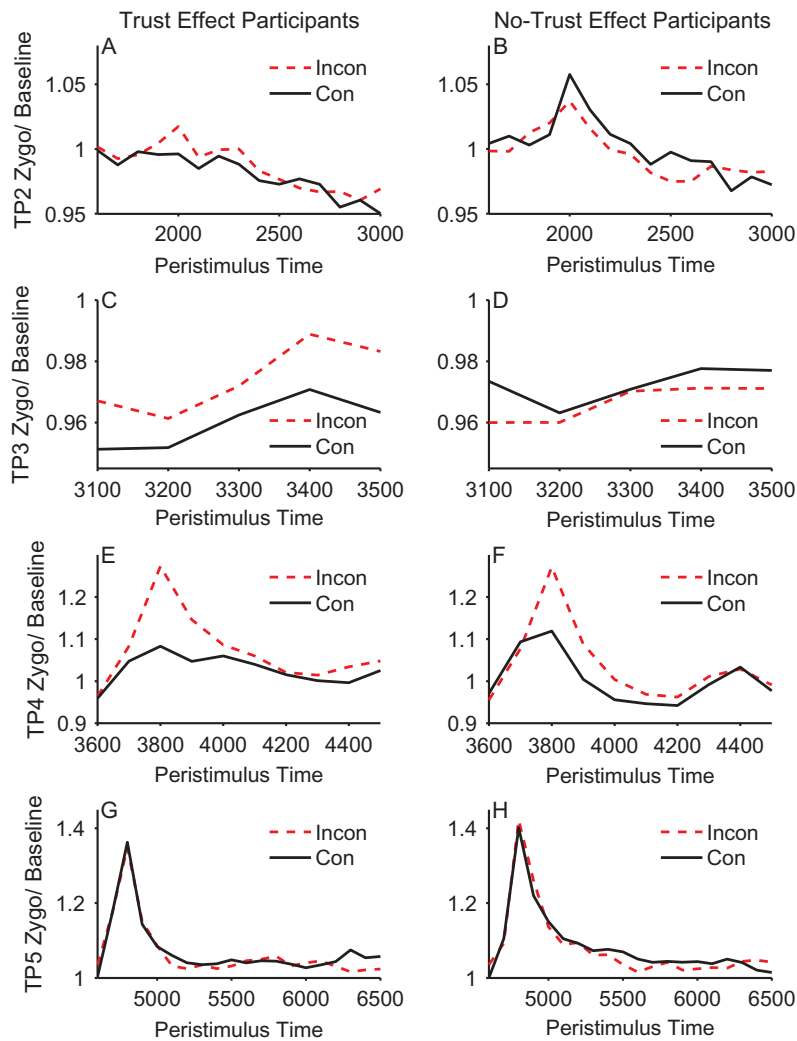 Trust Effect Participants
No-Trust Effect Participants
A
Incon
Con
1.05
1
0.95
TP2 Zygo/ Baseline
2000 2500 3000
Peristimulus Time
B
Incon
Con
1.05
1
0.95
2000 2500 3000
Peristimulus Time
C
Incon
Con
1
0.98
0.96
TP3 Zygo/ Baseline
3100 3200 3300 3400 3500
Peristimulus Time
D
Incon
Con
1
0.98
0.96
3100 3200 3300 3400 3500
Peristimulus Time
E
Incon
Con
1.2
1.1
1
0.9
TP4 Zygo/ Baseline
3600 3800 4000 4200 4400
Peristimulus Time
F
Incon
Con
1.2
1.1
1
0.9
3600 3800 4000 4200 4400
Peristimulus Time
G
Incon
Con
1.4
1.2
1
TP5 Zygo/ Baseline
5000 5500 6000 6500
Peristimulus Time
H
Incon
Con
1.4
1.2
1
5000 5500 6000 6500
Peristimulus Time